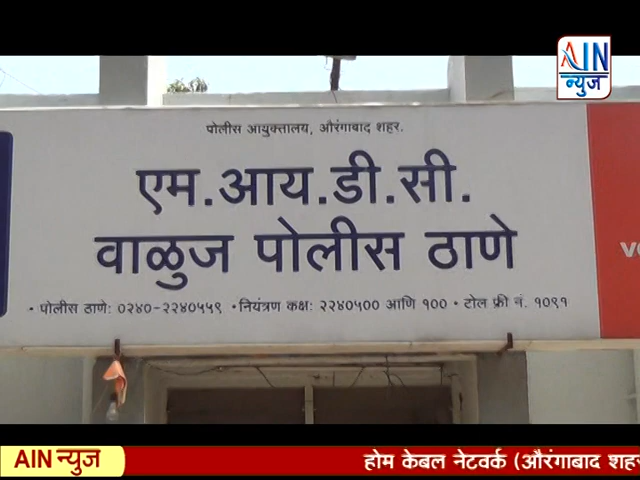 AIN
न्युज
पोलीस आयुक्तालय, औरंगाबाद शहर.
एम.आय.डी.सी.
वाळुज पोलीस ठाणे
• पोलीस ठाणे: ०२४०-२२४०५५९ • नियंत्रण कक्ष: २२४०५०० आणि १०० • टोल फ्री नं. १०९१
AIN न्युज
होम केबल नेटवर्क (औरंगाबाद शहर